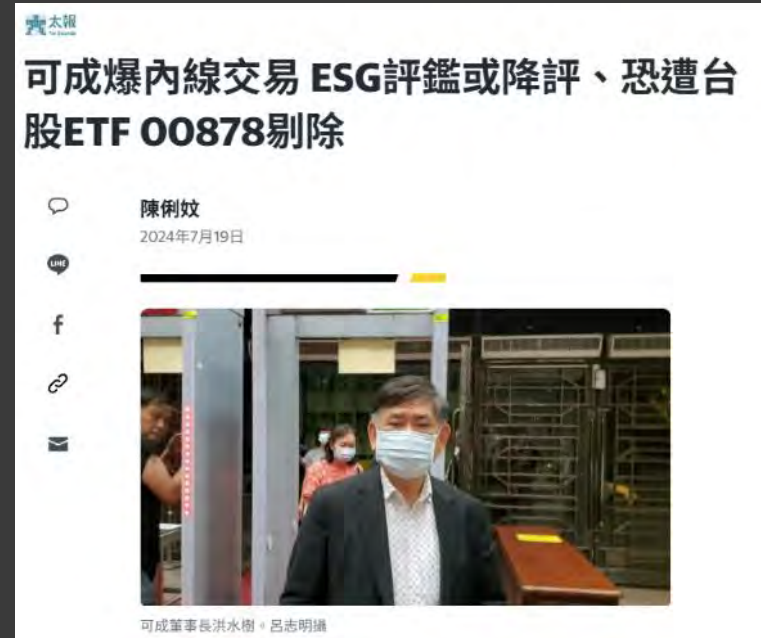 太報
可成爆內線交易 ESG評鑑或降評、恐遭台
股ETF 00878剔除
陳俐妏
2024年7月19日
LINE
f
可成董事長洪水樹。呂志明攝